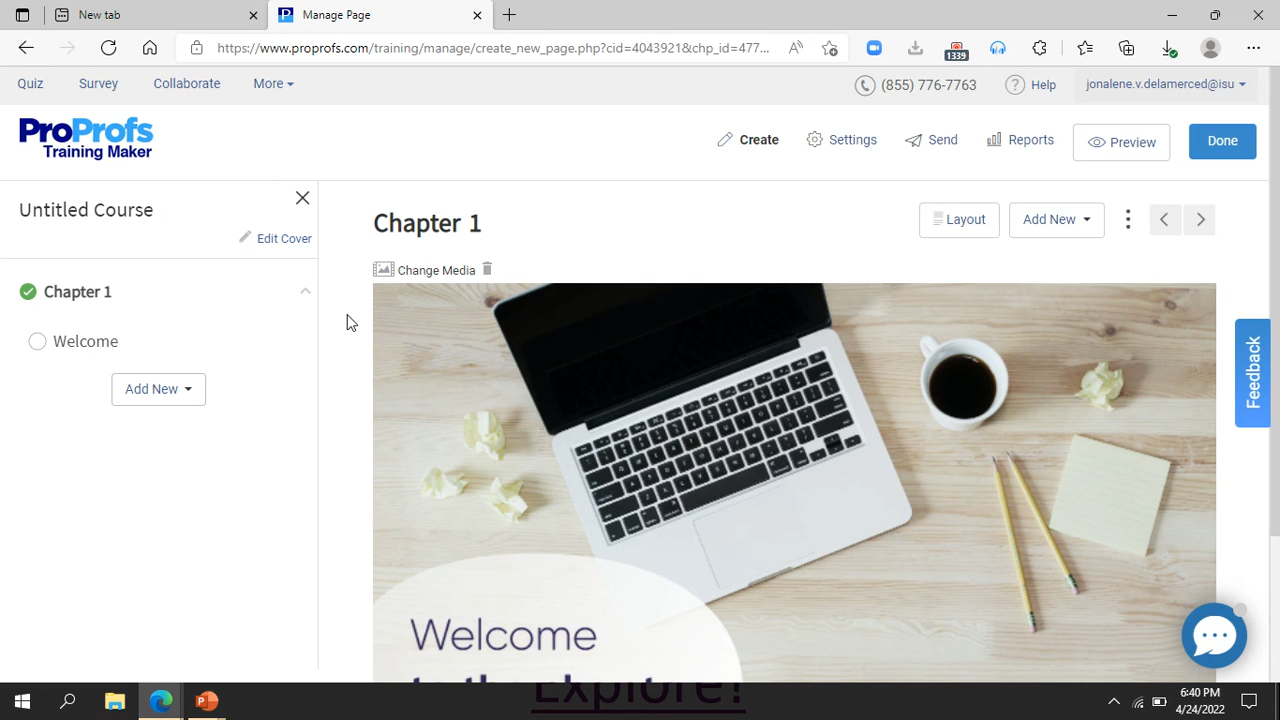 New tab
Manage Page
https://www.proprofs.com/training/manage/create_new_page.php?cid=4043921&chp_id=477...
1339
Quiz
Survey
Collaborate
More
(855) 776-7763
Help
jonalene.v.delamerced@isu
ProProfs
Training Maker
Create
Settings
Send
Reports
Preview
Done
Untitled Course
Edit Cover
Chapter 1
Welcome
Add New
Chapter 1
Layout
Add New
Change Media
Welcome
Explore!
Feedback
6:40 PM
4/24/2022